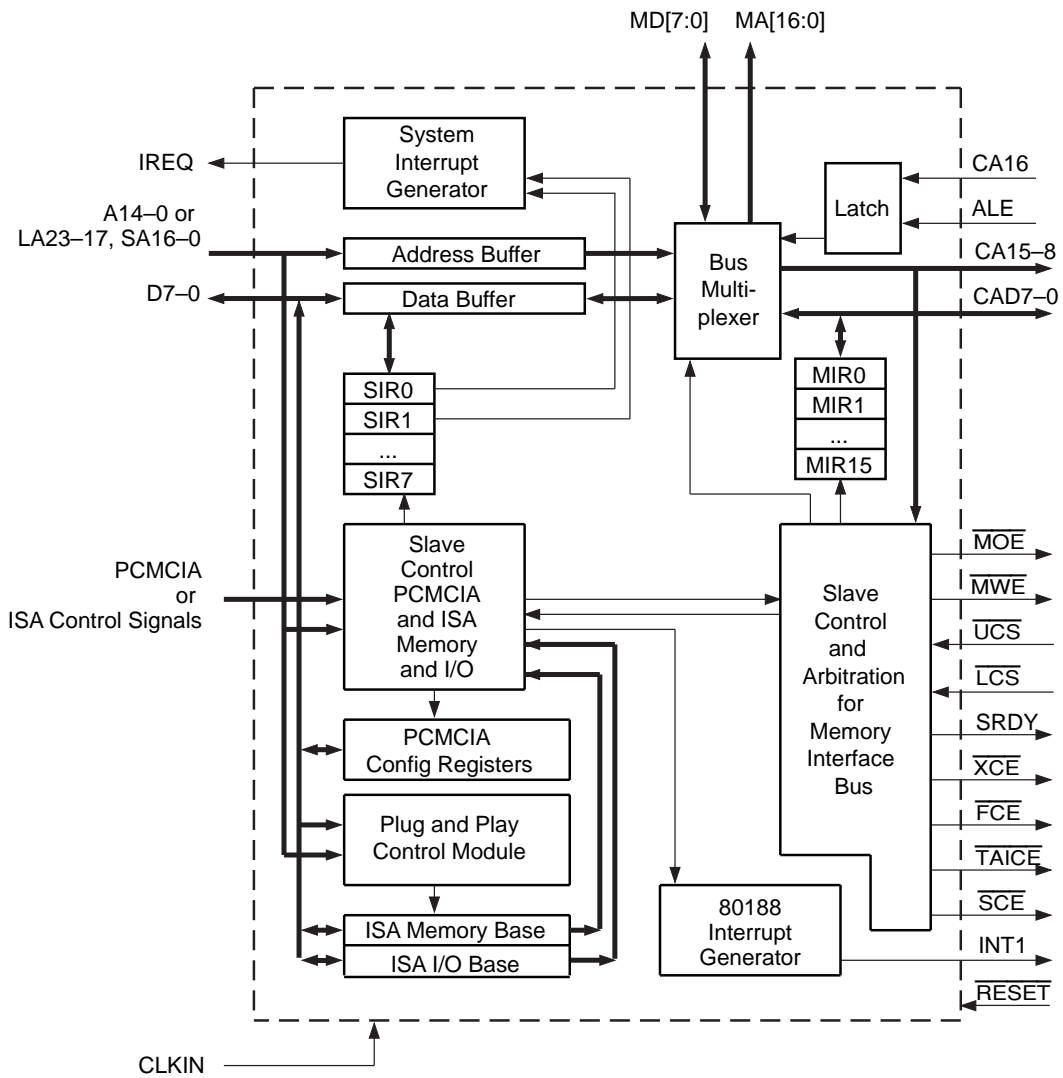 MD[7:0]
MA[16:0]
System
Interrupt
Generator
IREQ
CA16
Latch
ALE
A14–0 or
LA23–17, SA16–0
Address Buffer
Bus
Multi-
plexer
CA15–8
D7–0
Data Buffer
CAD7–0
SIR0
SIR1
...
SIR7
MIR0
MIR1
...
MIR15
Slave
Control
PCMCIA
and ISA
Memory
and I/O
PCMCIA
or
ISA Control Signals
Slave
Control
and
Arbitration
for
Memory
Interface
Bus
MOE
MWE
UCS
LCS
SRDY
XCE
FCE
TAICE
SCE
INT1
RESET
PCMCIA
Config Registers
Plug and Play
Control Module
ISA Memory Base
ISA I/O Base
80188
Interrupt
Generator
CLKIN